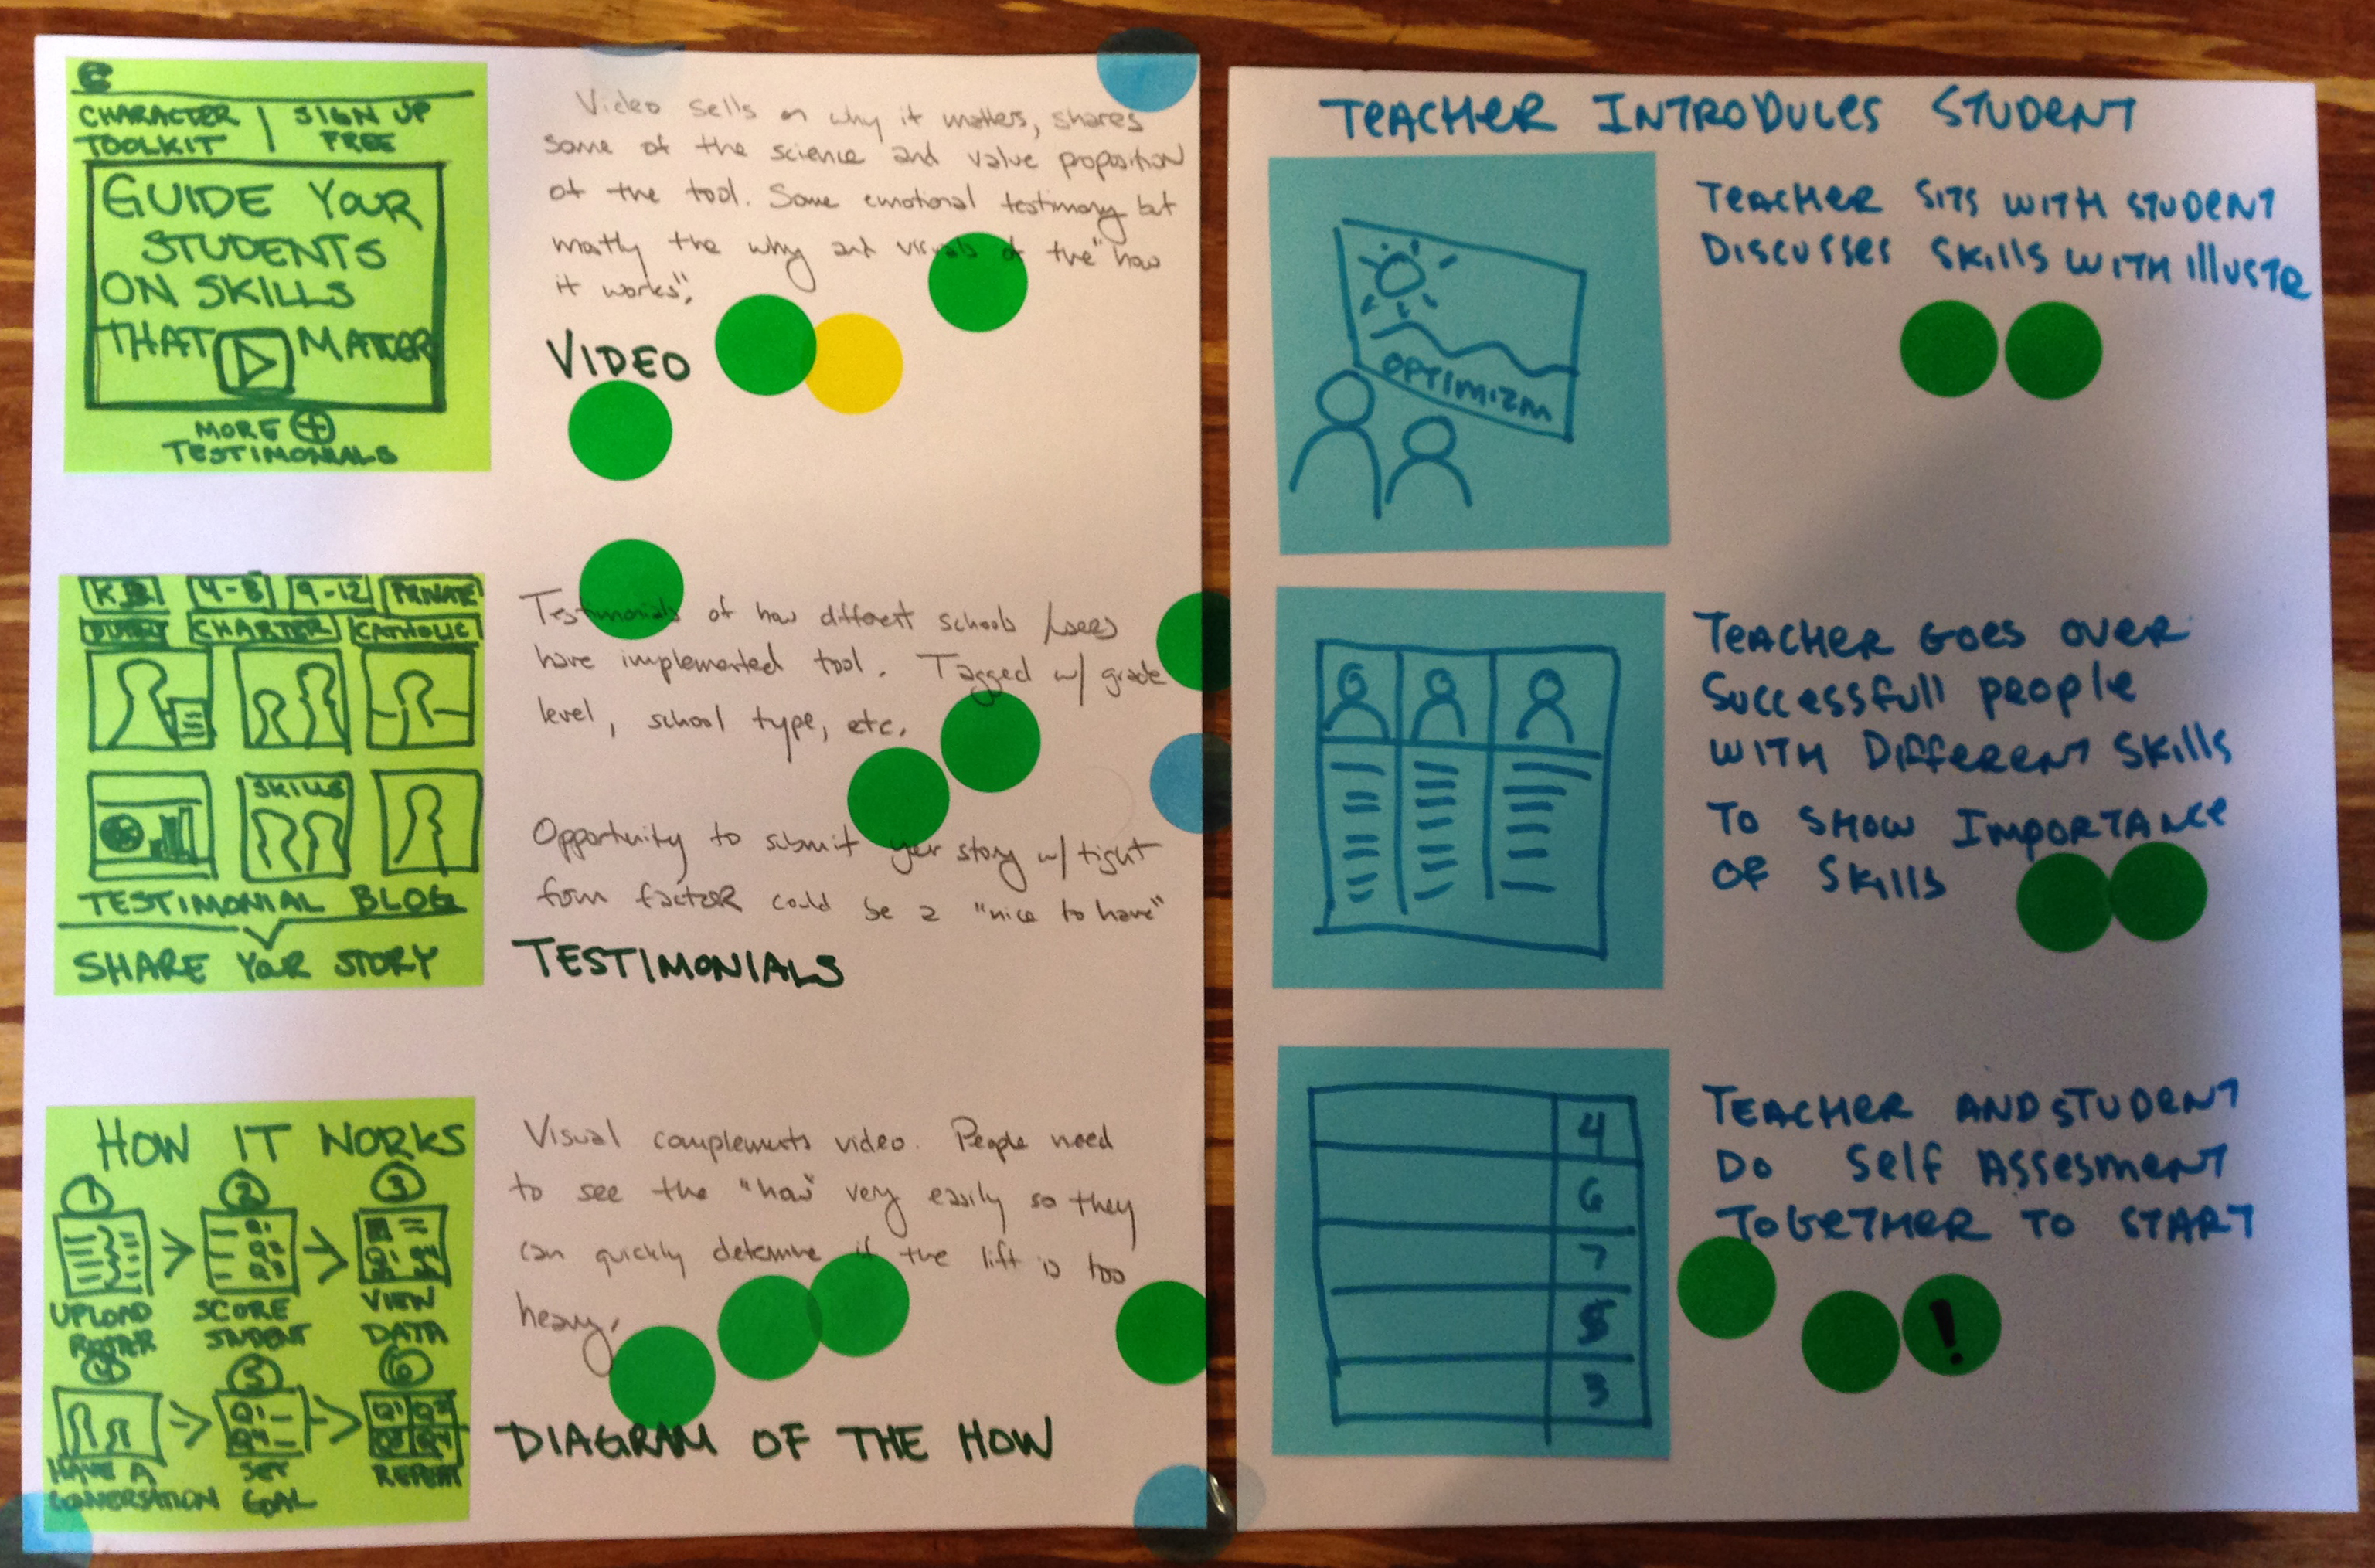 C
CHARACTER
TOOLKIT
SIGN UP
FREE
GUIDE YOUR
STUDENTS
ON SKILLS
THAT MATTER
MORE +
TESTIMONIALS
Video sells on why it matters, shares
some of the science and value proposition
of the tool. Some emotional testimony but
mostly the why and visuals of the "how
it works".
VIDEO
4-8 9-12 PRIVATE
CHARTER CATHOLIC
SKILLS
TESTIMONIAL BLOG
SHARE YOUR STORY
Testimonials of how different schools /users
have implemented tool. Tagged w/ grade
level, school type, etc.
Opportunity to submit your story w/ tight
form factor could be a "nice to have"
TESTIMONIALS
HOW IT WORKS
1 2 3
Q1
Q2
Q3
UPLOAD
ROSTER
SCORE
STUDENT
VIEW
DATA
4 5 6
HAVE A
CONVERSATION
SET
GOAL
REPEAT
Visual complements video. People need
to see the "how" very easily so they
can quickly determine if the lift is too
heavy.
DIAGRAM OF THE HOW
TEACHER INTRODUCES STUDENT
OPTIMIZM
TEACHER SITS WITH STUDENT
DISCUSSES SKILLS WITH ILLUSTR
TEACHER GOES OVER
SUCCESSFULL PEOPLE
WITH DIFFERENT SKILLS
TO SHOW IMPORTANCE
OF SKILLS
4
6
7
3
TEACHER AND STUDENT
DO SELF ASSESMENT
TOGETHER TO START
!